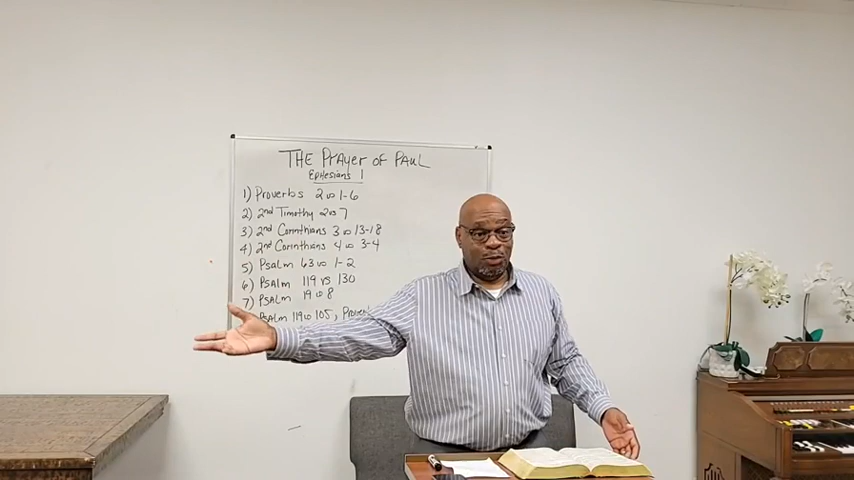 THE PRAYER OF PAUL
EPHESIANS 1
1) Proverbs 2 vs 1-6
2) 2nd Timothy 2 vs 7
3) 2nd Corinthians 3 vs 13-18
4) 2nd Corinthians 4 vs 3-4
5) Psalm 63 vs 1-2
6) Psalm 119 vs 130
7) Psalm 19 vs 8
Psalm 119 vs 105,